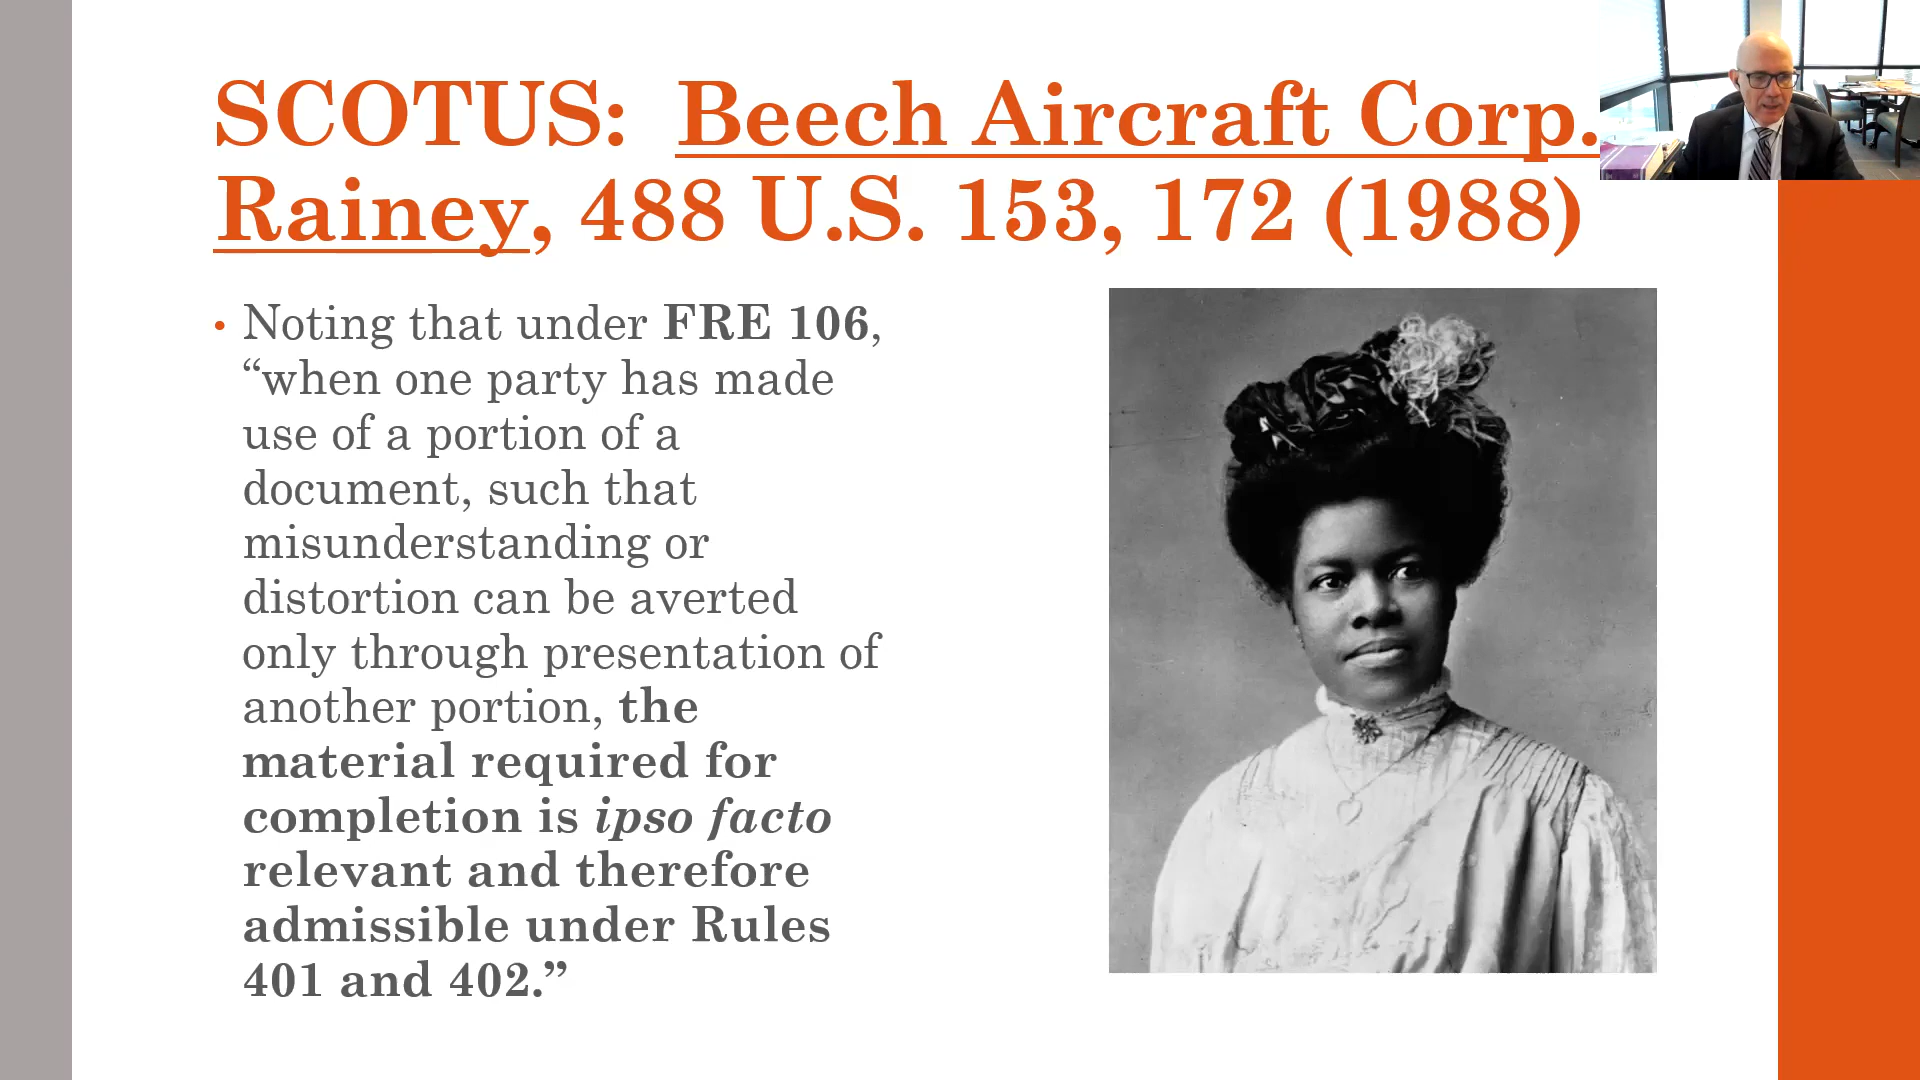 SCOTUS: Beech Aircraft Corp.
Rainey, 488 U.S. 153, 172 (1988)
• Noting that under FRE 106,
“when one party has made
use of a portion of a
document, such that
misunderstanding or
distortion can be averted
only through presentation of
another portion, the
material required for
completion is ipso facto
relevant and therefore
admissible under Rules
401 and 402.”